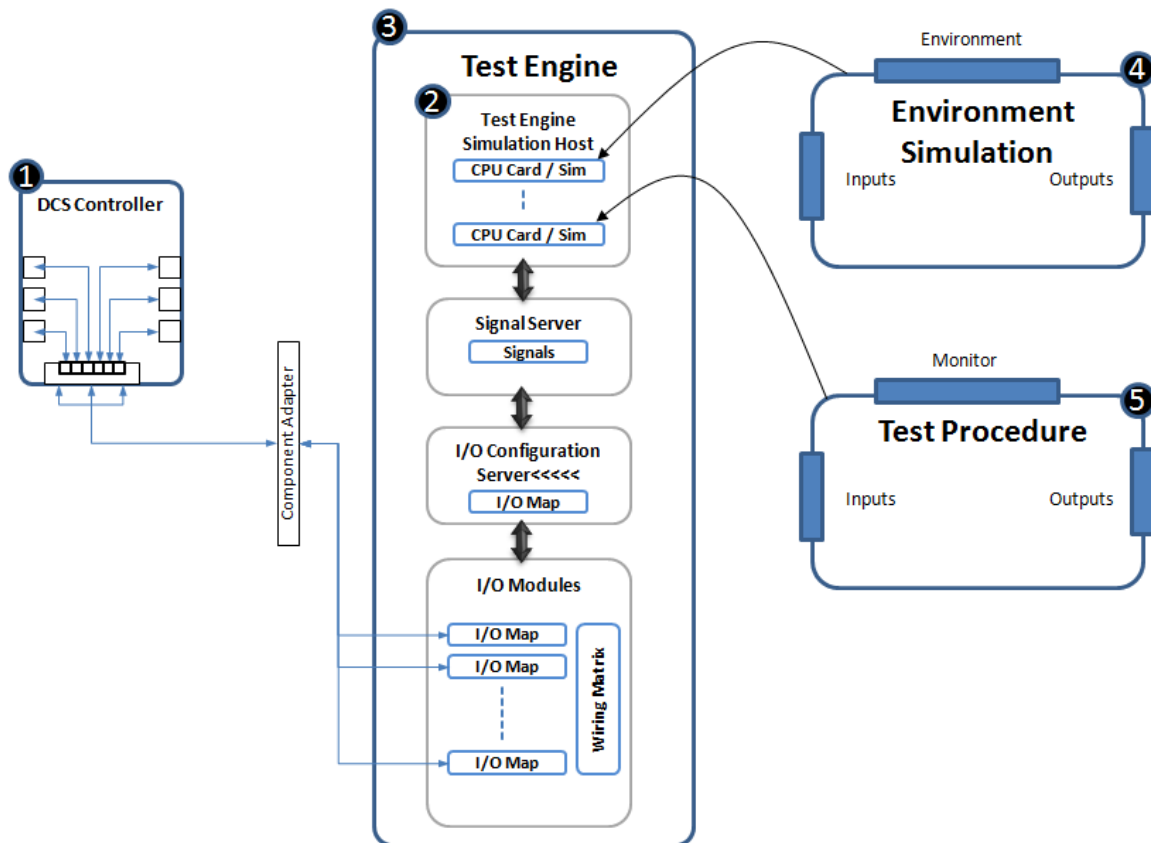 1
DCS Controller
Component Adapter
3
Test Engine
2
Test Engine
Simulation Host
CPU Card / Sim
CPU Card / Sim
Signal Server
Signals
I/O Configuration
Server<<<<<
I/O Map
I/O Modules
I/O Map
I/O Map
I/O Map
Wiring Matrix
Environment
4
Environment
Simulation
Inputs
Outputs
Monitor
5
Test Procedure
Inputs
Outputs